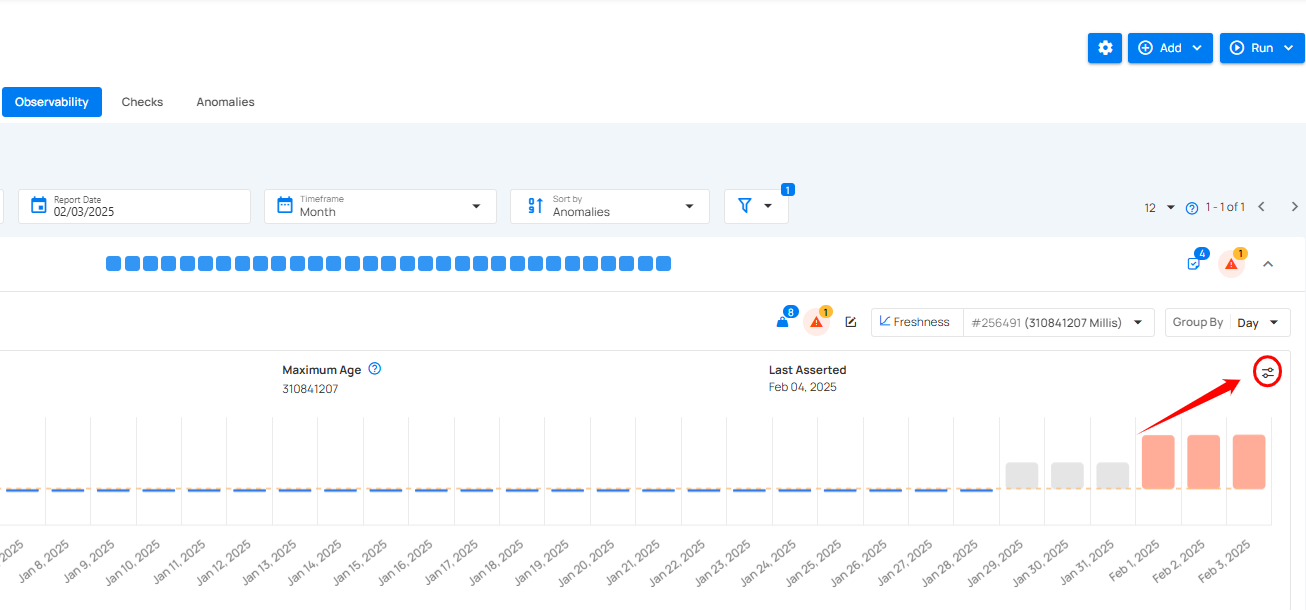 Add
Run
Observability
Checks
Anomalies
Report Date
02/03/2025
Timeframe
Month
Sort by
Anomalies
1
12
1 - 1 of 1
4
1
8
1
Freshness
#256491 (310841207 Millis)
Group By
Day
Maximum Age
310841207
Last Asserted
Feb 04, 2025
2025
Jan 8, 2025
Jan 9, 2025
Jan 10, 2025
Jan 11, 2025
Jan 12, 2025
Jan 13, 2025
Jan 14, 2025
Jan 15, 2025
Jan 16, 2025
Jan 17, 2025
Jan 18, 2025
Jan 19, 2025
Jan 20, 2025
Jan 21, 2025
Jan 22, 2025
Jan 23, 2025
Jan 24, 2025
Jan 25, 2025
Jan 26, 2025
Jan 27, 2025
Jan 28, 2025
Jan 29, 2025
Jan 30, 2025
Jan 31, 2025
Feb 1, 2025
Feb 2, 2025
Feb 3, 2025